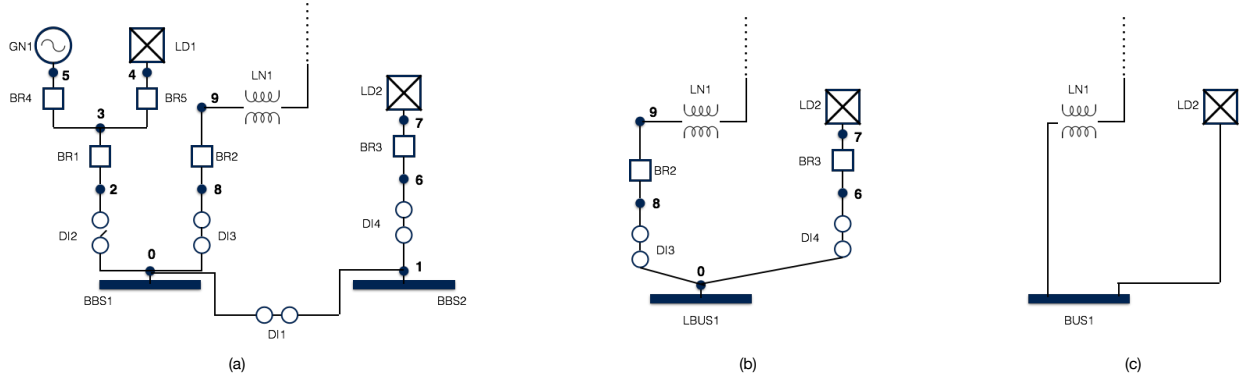 GN1
LD1
5
4
BR4
BR5
3
9
LN1
BR1
BR2
2
8
DI2
DI3
0
BBS1
DI1
LD2
7
BR3
6
DI4
1
BBS2
(a)
LN1
9
LD2
7
BR2
BR3
8
6
DI3
DI4
0
LBUS1
(b)
LN1
LD2
BUS1
(c)